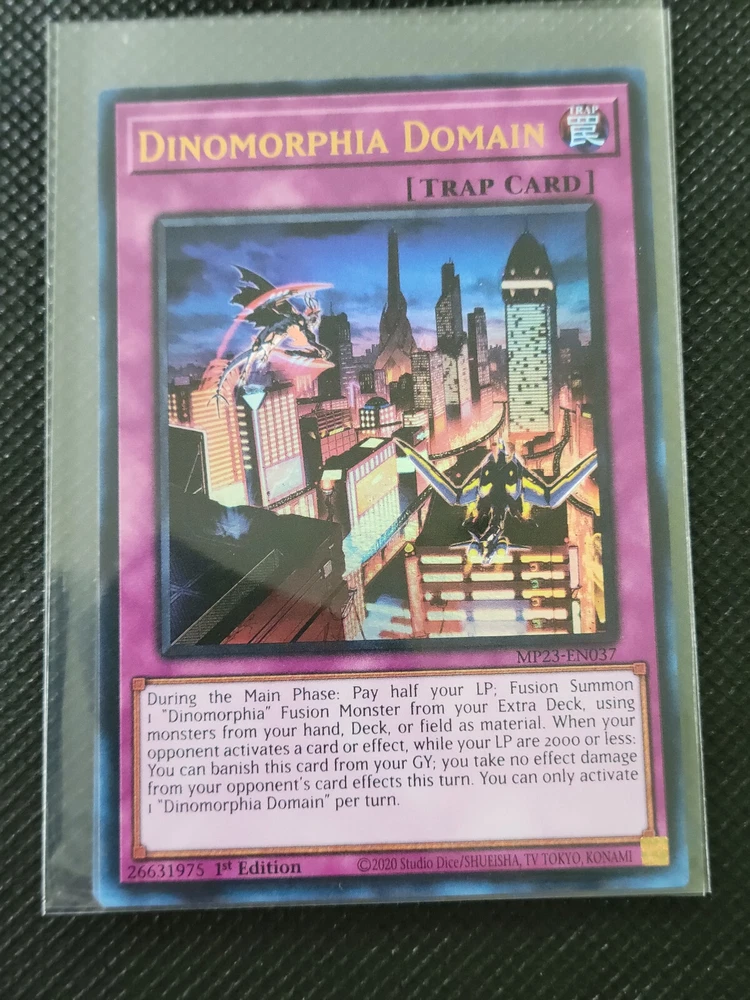 DINOMORPHIA DOMAIN
TRAP
罠
[TRAP CARD]
MP23-EN037
During the Main Phase: Pay half your LP; Fusion Summon
1 "Dinomorphia" Fusion Monster from your Extra Deck, using
monsters from your hand, Deck, or field as material. When your
opponent activates a card or effect, while your LP are 2000 or less:
You can banish this card from your GY; you take no effect damage
from your opponent's card effects this turn. You can only activate
1 "Dinomorphia Domain" per turn.
26631975 1st Edition ©2020 Studio Dice/SHUEISHA, TV TOKYO, KONAMI